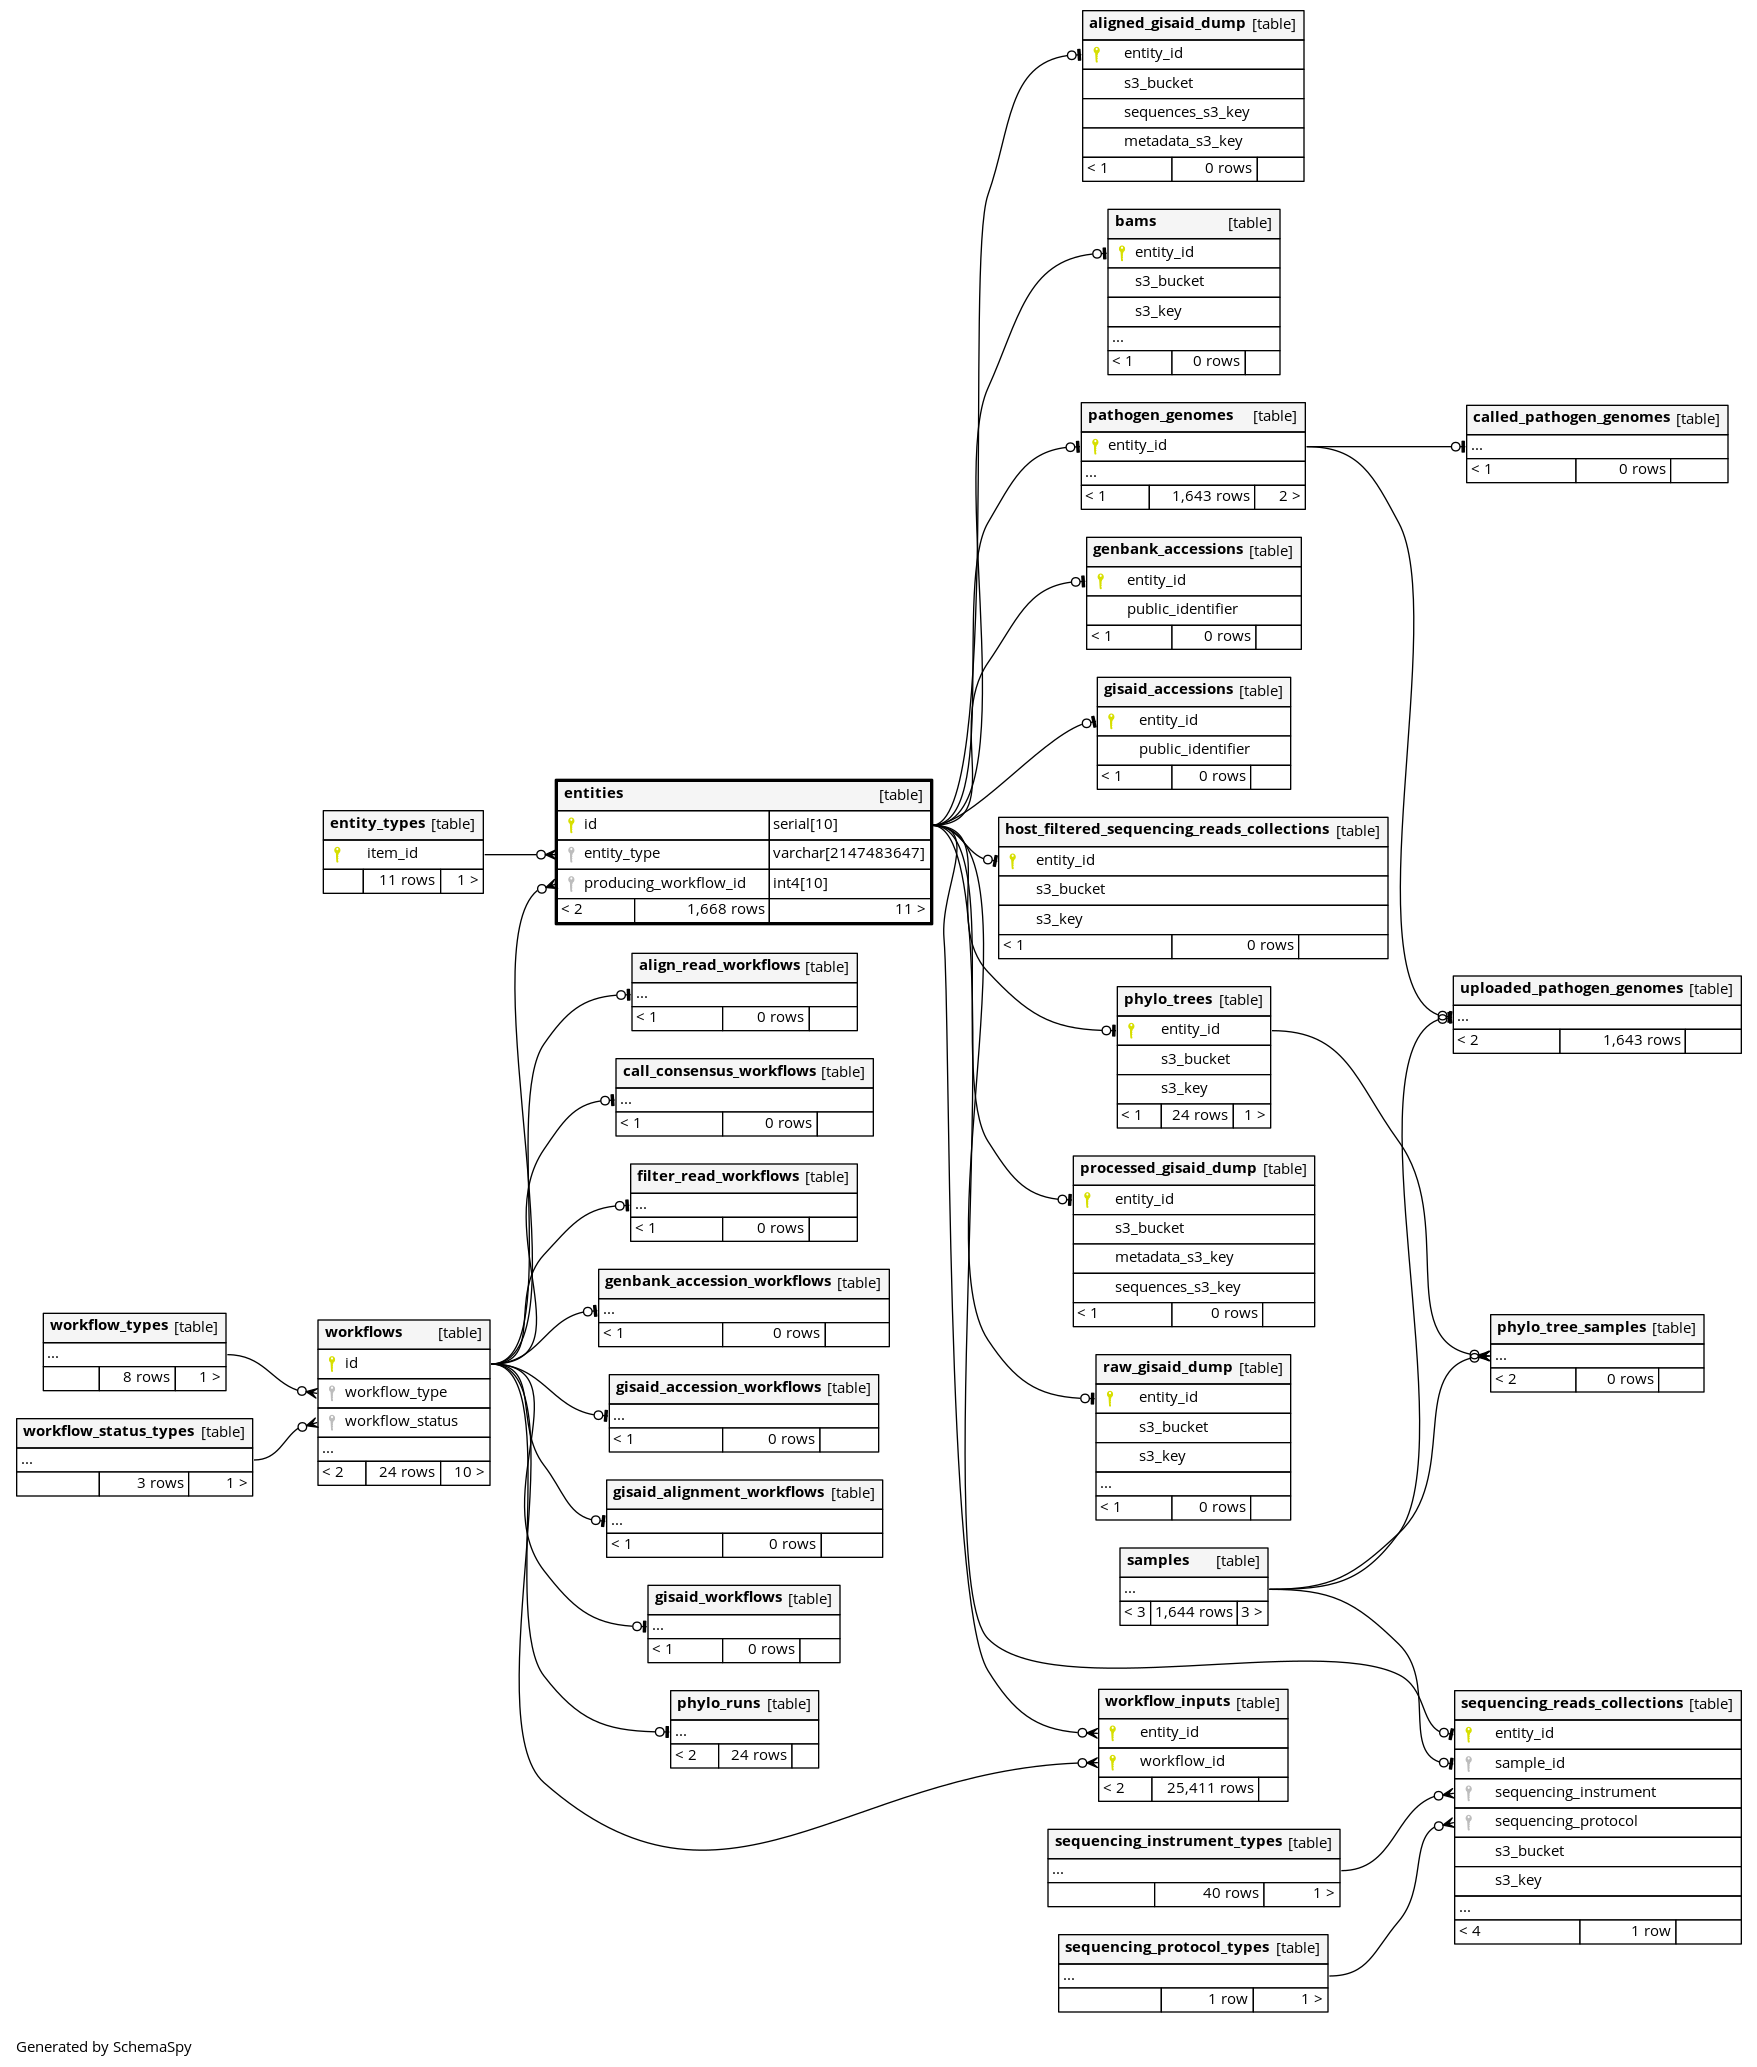 aligned_gisaid_dump [table]
entity_id
s3_bucket
sequences_s3_key
metadata_s3_key
< 1 0 rows
bams [table]
entity_id
s3_bucket
s3_key
...
< 1 0 rows
pathogen_genomes [table]
entity_id
...
< 1 1,643 rows 2 >
called_pathogen_genomes [table]
...
< 1 0 rows
genbank_accessions [table]
entity_id
public_identifier
< 1 0 rows
gisaid_accessions [table]
entity_id
public_identifier
< 1 0 rows
entities [table]
id serial[10]
entity_type varchar[2147483647]
producing_workflow_id int4[10]
< 2 1,668 rows 11 >
entity_types [table]
item_id
11 rows 1 >
host_filtered_sequencing_reads_collections [table]
entity_id
s3_bucket
s3_key
< 1 0 rows
align_read_workflows [table]
...
< 1 0 rows
phylo_trees [table]
entity_id
s3_bucket
s3_key
< 1 24 rows 1 >
uploaded_pathogen_genomes [table]
...
< 2 1,643 rows
call_consensus_workflows [table]
...
< 1 0 rows
filter_read_workflows [table]
...
< 1 0 rows
processed_gisaid_dump [table]
entity_id
s3_bucket
metadata_s3_key
sequences_s3_key
< 1 0 rows
genbank_accession_workflows [table]
...
< 1 0 rows
workflow_types [table]
...
8 rows 1 >
workflows [table]
id
workflow_type
workflow_status
...
< 2 24 rows 10 >
workflow_status_types [table]
...
3 rows 1 >
phylo_tree_samples [table]
...
< 2 0 rows
raw_gisaid_dump [table]
entity_id
s3_bucket
s3_key
...
< 1 0 rows
gisaid_accession_workflows [table]
...
< 1 0 rows
gisaid_alignment_workflows [table]
...
< 1 0 rows
samples [table]
...
< 3 1,644 rows 3 >
gisaid_workflows [table]
...
< 1 0 rows
phylo_runs [table]
...
< 2 24 rows
workflow_inputs [table]
entity_id
workflow_id
< 2 25,411 rows
sequencing_reads_collections [table]
entity_id
sample_id
sequencing_instrument
sequencing_protocol
s3_bucket
s3_key
...
< 4 1 row
sequencing_instrument_types [table]
...
40 rows 1 >
sequencing_protocol_types [table]
...
1 row 1 >
Generated by SchemaSpy